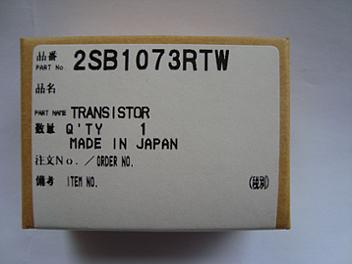 品番
PART No. 2SB1073RTW
品名
PART NAME TRANSISTOR
数量 Q'TY 1
MADE IN JAPAN
注文No. / ORDER NO.
備考 ITEM NO. (税別)